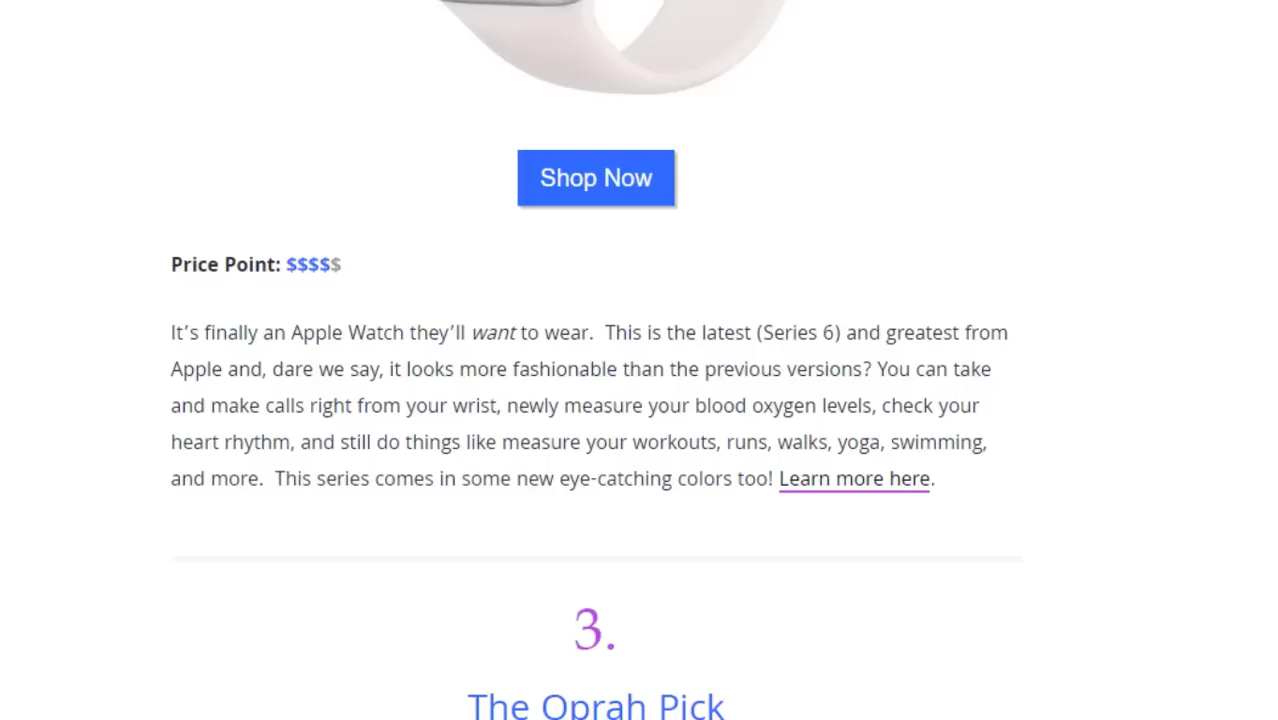 Shop Now
Price Point: $$$$$
It’s finally an Apple Watch they’ll want to wear.  This is the latest (Series 6) and greatest from
Apple and, dare we say, it looks more fashionable than the previous versions? You can take
and make calls right from your wrist, newly measure your blood oxygen levels, check your
heart rhythm, and still do things like measure your workouts, runs, walks, yoga, swimming,
and more.  This series comes in some new eye-catching colors too! Learn more here.
3.
The Oprah Pick